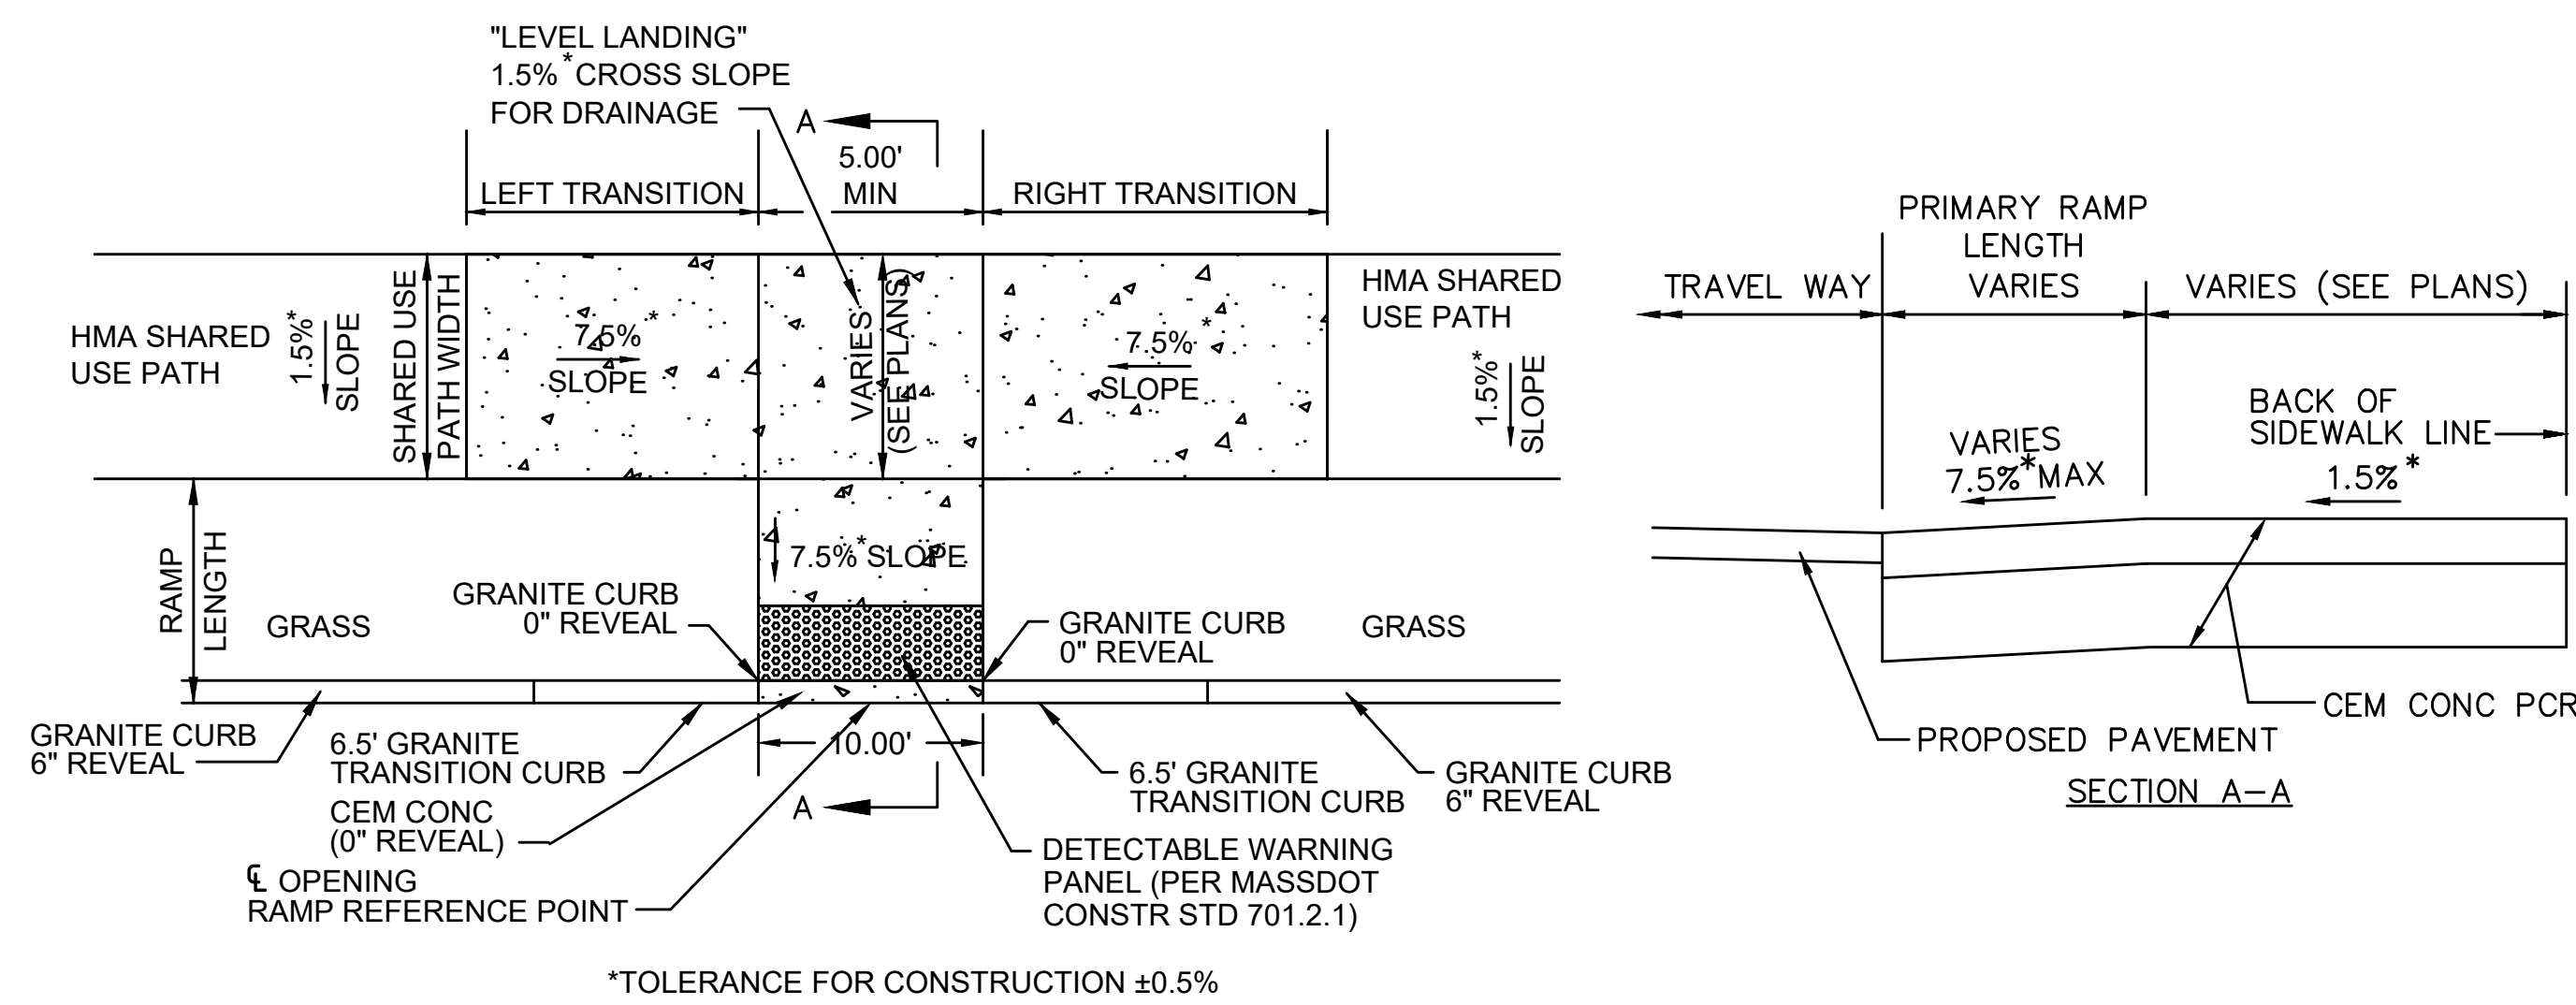 "LEVEL LANDING"
1.5%* CROSS SLOPE
FOR DRAINAGE
A
5.00'
MIN
LEFT TRANSITION
RIGHT TRANSITION
HMA SHARED
USE PATH
1.5%*
SLOPE
SHARED USE
PATH WIDTH
7.5%*
SLOPE
VARIES
(SEE PLANS)
7.5%*
SLOPE
HMA SHARED
USE PATH
1.5%*
SLOPE
RAMP
LENGTH
7.5%* SLOPE
GRASS
GRANITE CURB
0" REVEAL
GRANITE CURB
0" REVEAL
GRASS
GRANITE CURB
6" REVEAL
6.5' GRANITE
TRANSITION CURB
10.00'
6.5' GRANITE
TRANSITION CURB
GRANITE CURB
6" REVEAL
CEM CONC
(0" REVEAL)
A
℄ OPENING
RAMP REFERENCE POINT
DETECTABLE WARNING
PANEL (PER MASSDOT
CONSTR STD 701.2.1)
*TOLERANCE FOR CONSTRUCTION ±0.5%
PRIMARY RAMP
LENGTH
VARIES
TRAVEL WAY
VARIES (SEE PLANS)
BACK OF
SIDEWALK LINE
VARIES
7.5%*MAX
1.5%*
CEM CONC PCR
PROPOSED PAVEMENT
SECTION A-A